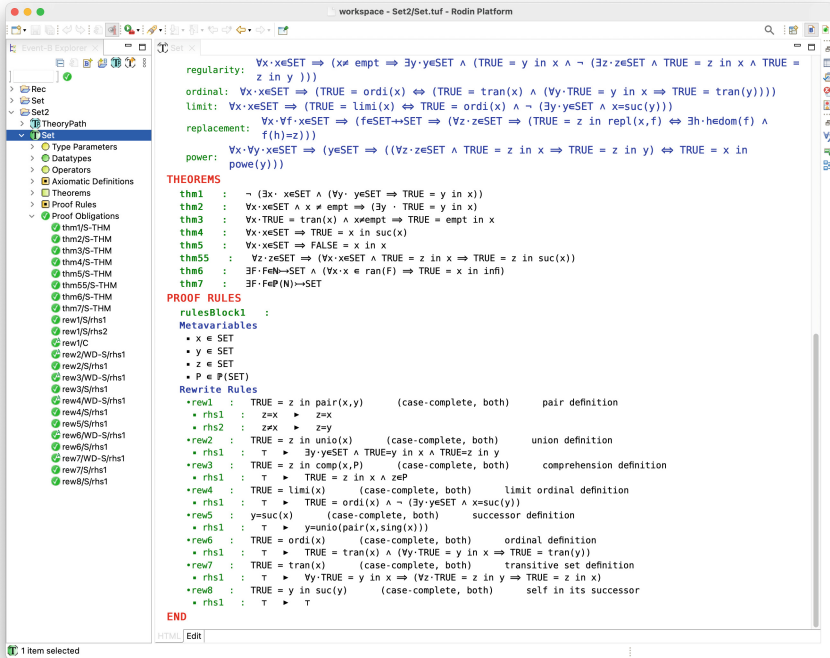 workspace - Set2/Set.tuf - Rodin Platform
Event-B Explorer
Rec
Set
Set2
TheoryPath
Set
Type Parameters
Datatypes
Operators
Axiomatic Definitions
Theorems
Proof Rules
Proof Obligations
thm1/S-THM
thm2/S-THM
thm3/S-THM
thm4/S-THM
thm5/S-THM
thm55/S-THM
thm6/S-THM
thm7/S-THM
rew1/S/rhs1
rew1/S/rhs2
rew1/C
rew2/WD-S/rhs1
rew2/S/rhs1
rew3/WD-S/rhs1
rew3/S/rhs1
rew4/WD-S/rhs1
rew4/S/rhs1
rew5/S/rhs1
rew6/WD-S/rhs1
rew6/S/rhs1
rew7/WD-S/rhs1
rew7/S/rhs1
rew8/S/rhs1
Set
regularity: ∀x·x∈SET ⇒ (x≠ empt ⇒ ∃y·y∈SET ∧ (TRUE = y in x ∧ ¬ (∃z·z∈SET ∧ TRUE = z in x ∧ TRUE =
z in y )))
ordinal: ∀x·x∈SET ⇒ (TRUE = ordi(x) ⇔ (TRUE = tran(x) ∧ (∀y·TRUE = y in x ⇒ TRUE = tran(y))))
limit: ∀x·x∈SET ⇒ (TRUE = limi(x) ⇔ TRUE = ordi(x) ∧ ¬ (∃y·y∈SET ∧ x=suc(y)))
replacement: ∀x·∀f·x∈SET ⇒ (f∈SET⇸SET ⇒ (∀z·z∈SET ⇒ (TRUE = z in repl(x,f) ⇔ ∃h·h∈dom(f) ∧
f(h)=z)))
power: ∀x·∀y·x∈SET ⇒ (y∈SET ⇒ ((∀z·z∈SET ∧ TRUE = z in x ⇒ TRUE = z in y) ⇔ TRUE = x in
powe(y)))
THEOREMS
thm1 : ¬ (∃x· x∈SET ∧ (∀y· y∈SET ⇒ TRUE = y in x))
thm2 : ∀x·x∈SET ∧ x ≠ empt ⇒ (∃y · TRUE = y in x)
thm3 : ∀x·TRUE = tran(x) ∧ x≠empt ⇒ TRUE = empt in x
thm4 : ∀x·x∈SET ⇒ TRUE = x in suc(x)
thm5 : ∀x·x∈SET ⇒ FALSE = x in x
thm55 : ∀z·z∈SET ⇒ (∀x·x∈SET ∧ TRUE = z in x ⇒ TRUE = z in suc(x))
thm6 : ∃F·F∈ℕ↣SET ∧ (∀x·x ∈ ran(F) ⇒ TRUE = x in infi)
thm7 : ∃F·F∈ℙ(ℕ)↣SET
PROOF RULES
rulesBlock1 :
Metavariables
▪ x ∈ SET
▪ y ∈ SET
▪ z ∈ SET
▪ P ∈ ℙ(SET)
Rewrite Rules
•rew1 : TRUE = z in pair(x,y) (case-complete, both) pair definition
▪ rhs1 : z=x ▸ z=x
▪ rhs2 : z≠x ▸ z=y
•rew2 : TRUE = z in unio(x) (case-complete, both) union definition
▪ rhs1 : ⊤ ▸ ∃y·y∈SET ∧ TRUE=y in x ∧ TRUE=z in y
•rew3 : TRUE = z in comp(x,P) (case-complete, both) comprehension definition
▪ rhs1 : ⊤ ▸ TRUE = z in x ∧ z∈P
•rew4 : TRUE = limi(x) (case-complete, both) limit ordinal definition
▪ rhs1 : ⊤ ▸ TRUE = ordi(x) ∧ ¬ (∃y·y∈SET ∧ x=suc(y))
•rew5 : y=suc(x) (case-complete, both) successor definition
▪ rhs1 : ⊤ ▸ y=unio(pair(x,sing(x)))
•rew6 : TRUE = ordi(x) (case-complete, both) ordinal definition
▪ rhs1 : ⊤ ▸ TRUE = tran(x) ∧ (∀y·TRUE = y in x ⇒ TRUE = tran(y))
•rew7 : TRUE = tran(x) (case-complete, both) transitive set definition
▪ rhs1 : ⊤ ▸ ∀y·TRUE = y in x ⇒ (∀z·TRUE = z in y ⇒ TRUE = z in x)
•rew8 : TRUE = y in suc(y) (case-complete, both) self in its successor
▪ rhs1 : ⊤ ▸ ⊤
END
HTML Edit
1 item selected